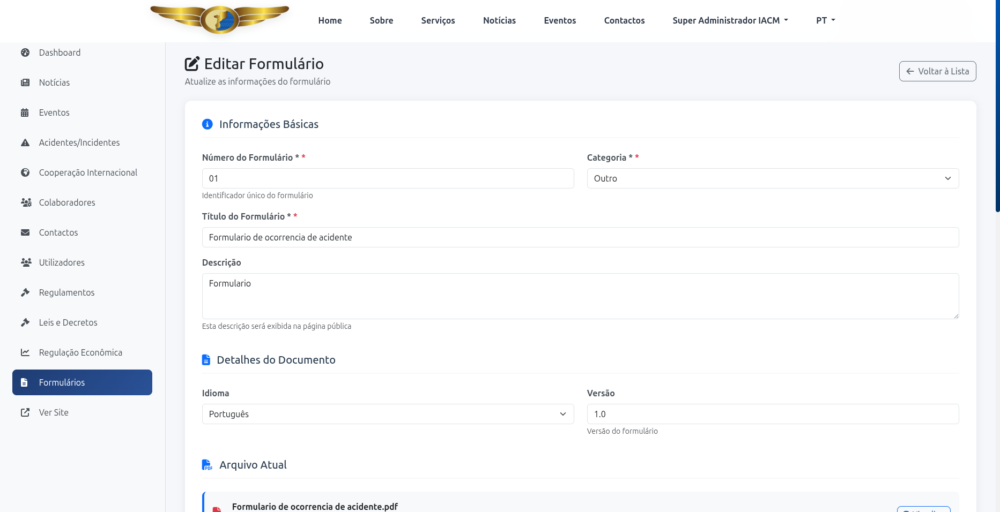 Home Sobre Serviços Notícias Eventos Contactos Super Administrador IACM PT
Dashboard
Notícias
Eventos
Acidentes/Incidentes
Cooperação Internacional
Colaboradores
Contactos
Utilizadores
Regulamentos
Leis e Decretos
Regulação Econômica
Formulários
Ver Site
Editar Formulário
Atualize as informações do formulário
Voltar à Lista
Informações Básicas
Número do Formulário * *
01
Identificador único do formulário
Categoria * *
Outro
Título do Formulário * *
Formulario de ocorrencia de acidente
Descrição
Formulario
Esta descrição será exibida na página pública
Detalhes do Documento
Idioma
Português
Versão
1.0
Versão do formulário
PDF
Arquivo Atual
Formulario de ocorrencia de acidente.pdf